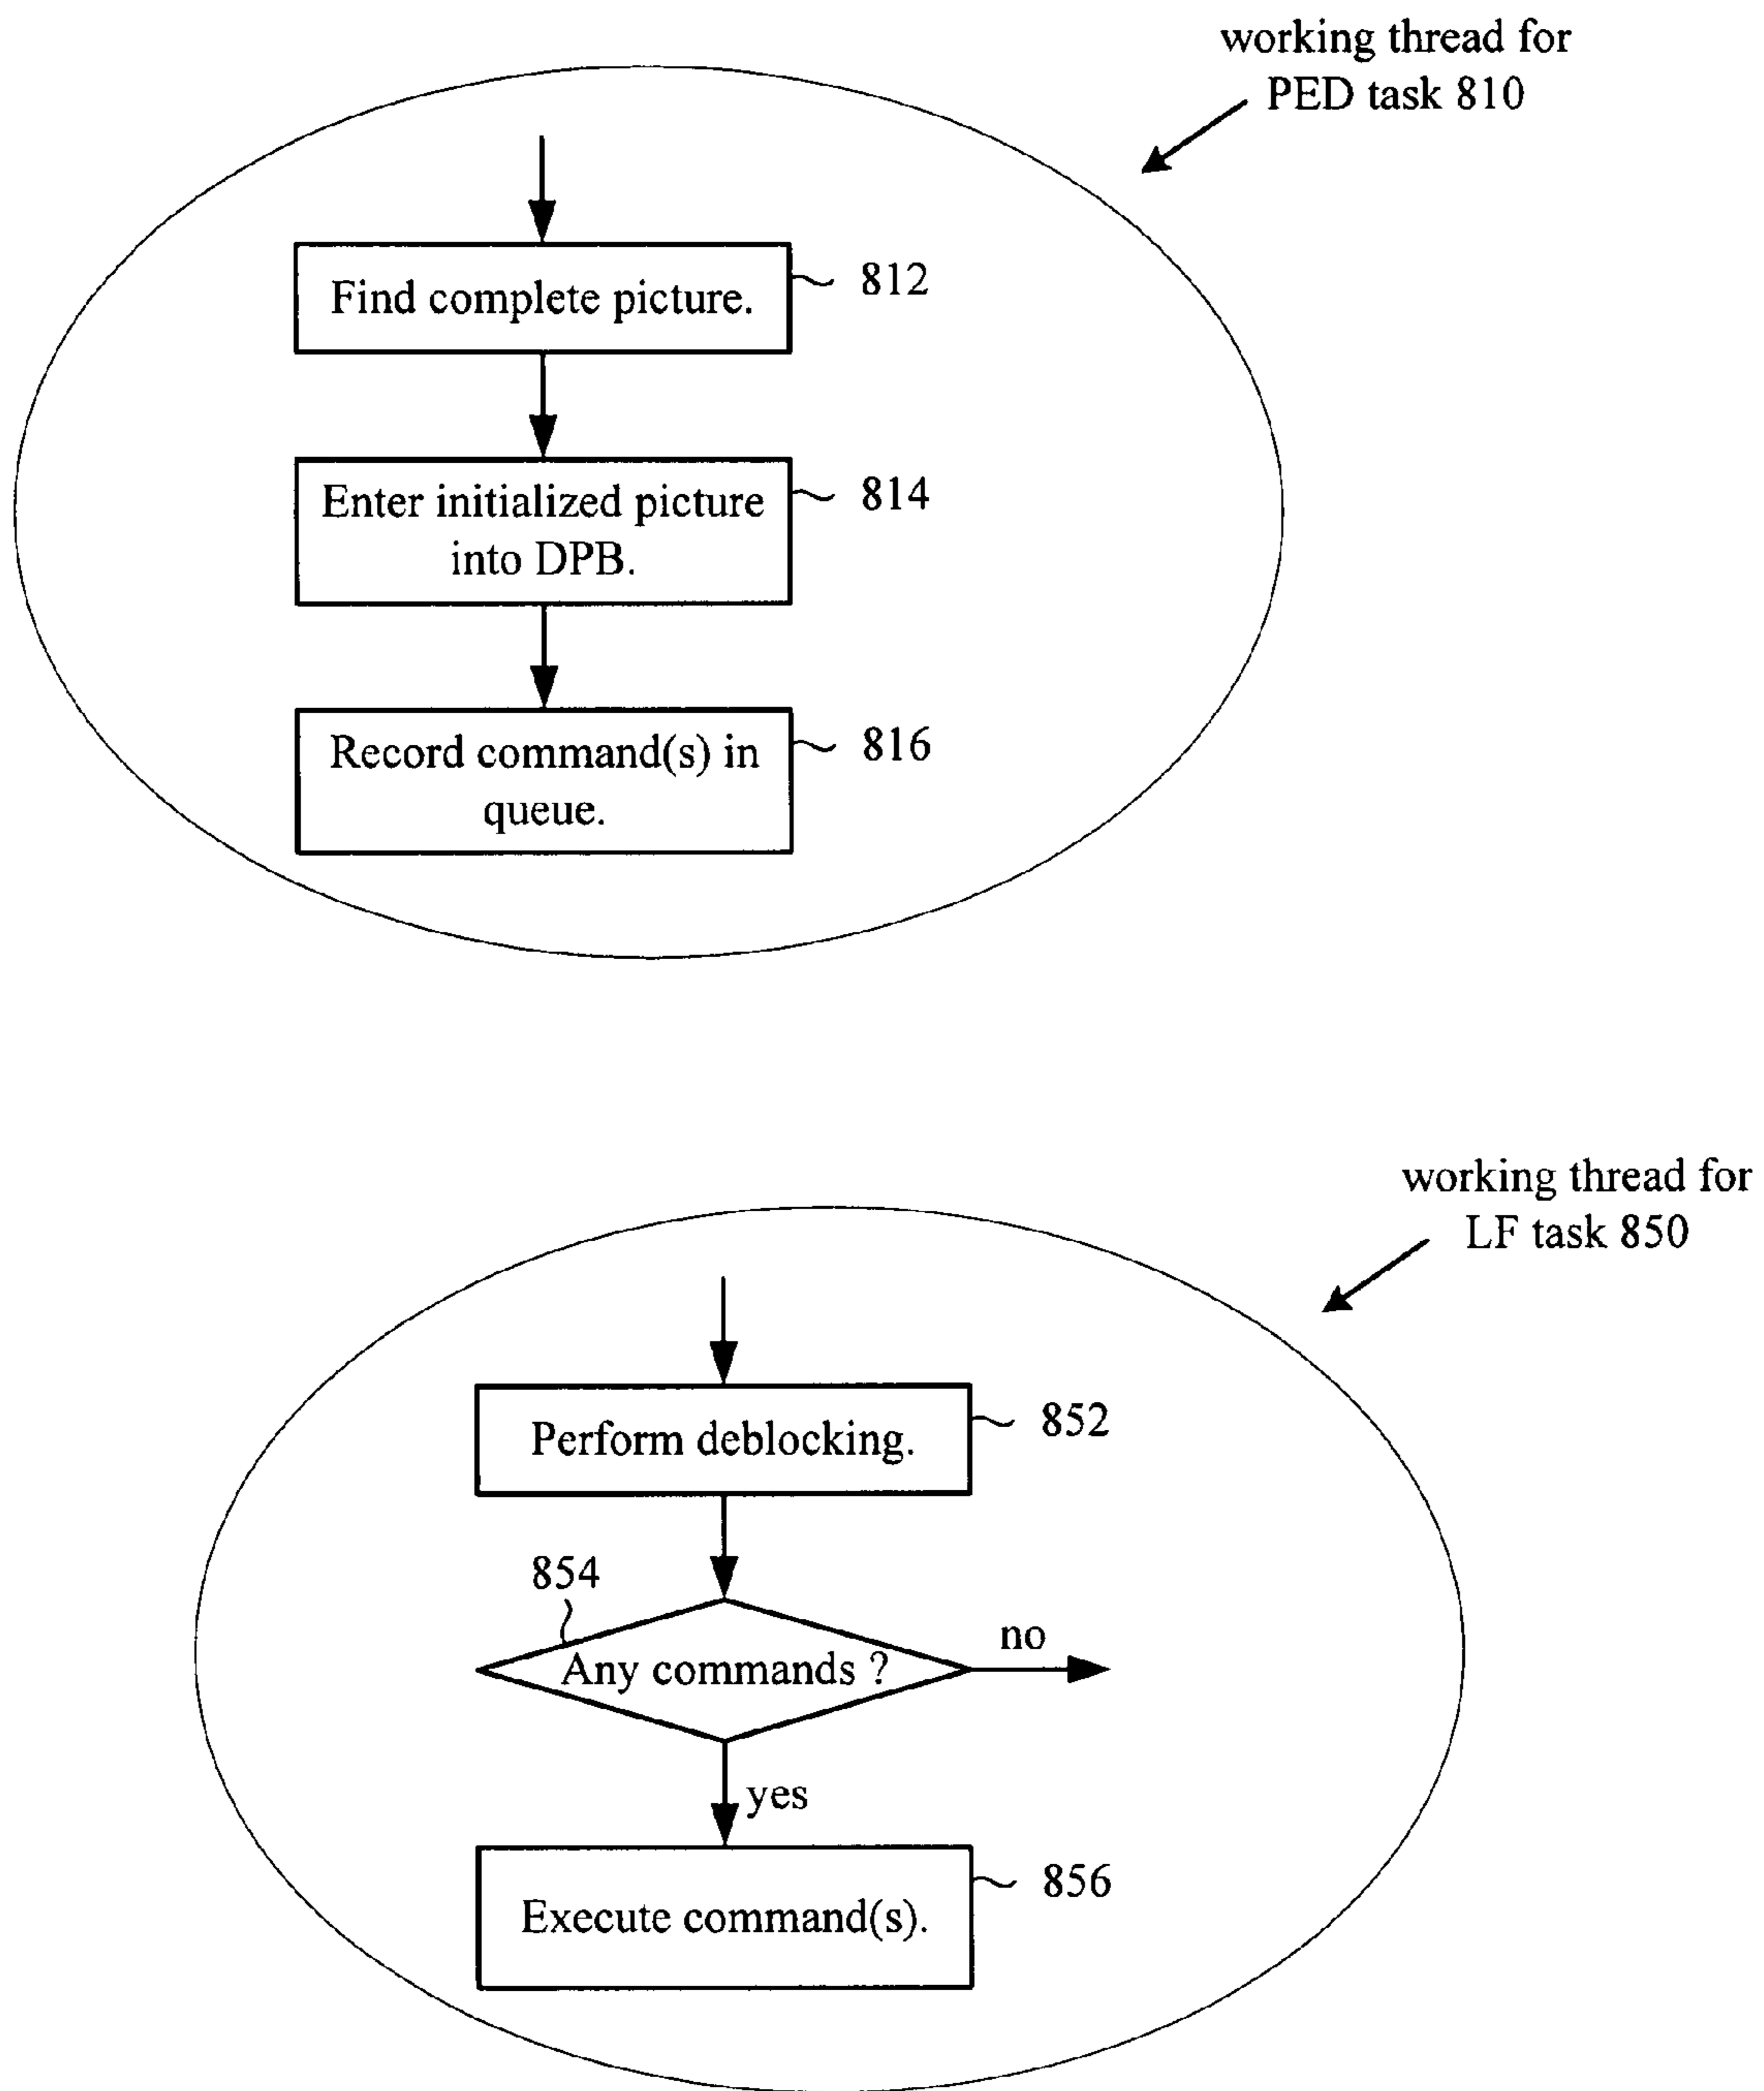 working thread for
PED task 810
Find complete picture.
812
Enter initialized picture
into DPB.
814
Record command(s) in
queue.
816
working thread for
LF task 850
Perform deblocking.
852
854
Any commands ?
no
yes
Execute command(s).
856